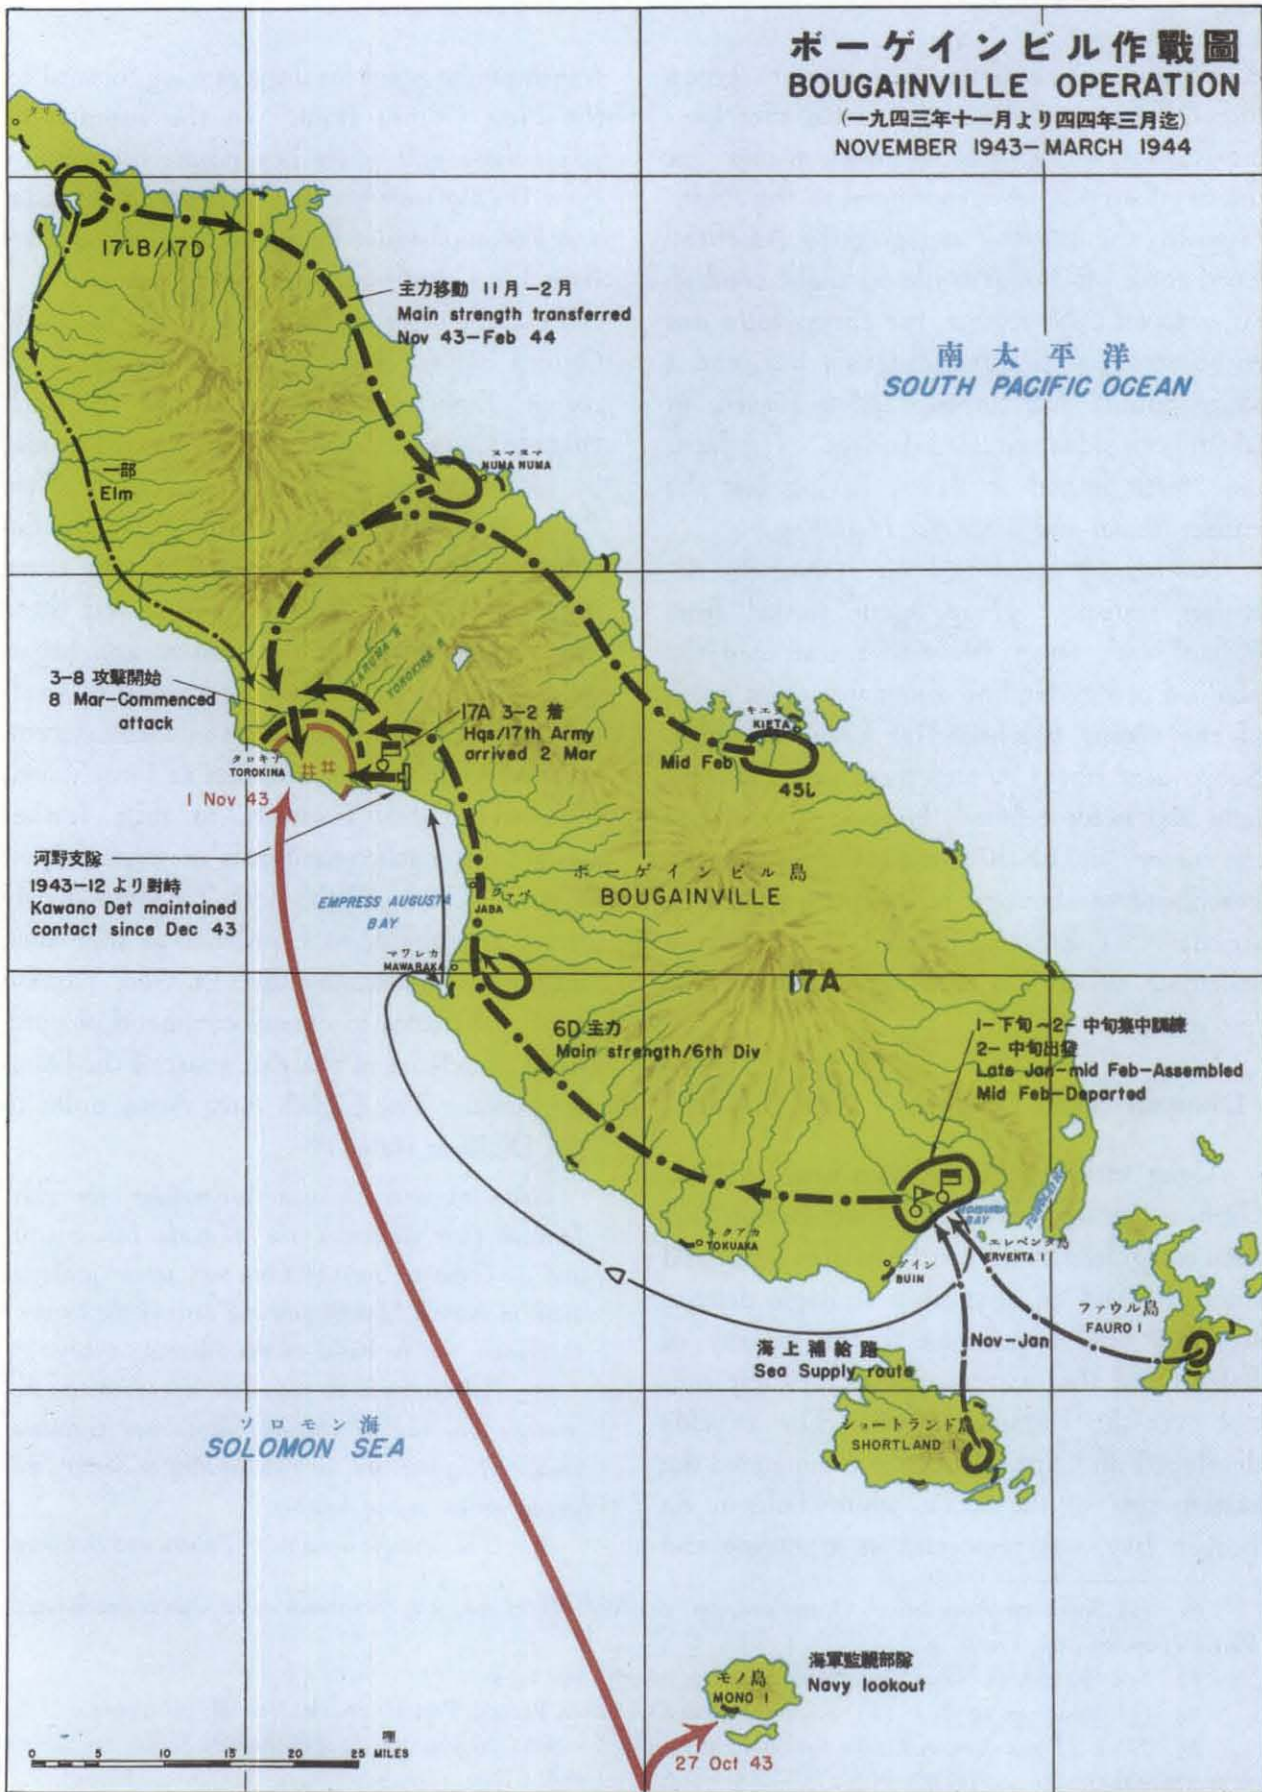 ボーゲインビル作戰圖
BOUGAINVILLE OPERATION
(一九四三年十一月より四四年三月迄)
NOVEMBER 1943-MARCH 1944
17iB/17D
主力移動 11月-2月
Main strength transferred
Nov 43-Feb 44
南太平洋
SOUTH PACIFIC OCEAN
一部
Elm
ヌマヌマ
NUMA NUMA
LARUMA R
TOROKINA R
3-8 攻擊開始
8 Mar-Commenced
attack
17A 3-2 着
Hqs/17th Army
arrived 2 Mar
キエタ
KIETA
Mid Feb
45i
タロキナ
TOROKINA
1 Nov 43
河野支隊
1943-12 より對峙
Kawano Det maintained
contact since Dec 43
EMPRESS AUGUSTA
BAY
JABA
ボーゲインビル島
BOUGAINVILLE
マワレカ
MAWARAKA
17A
6D 主力
Main strength/6th Div
1-下旬~2-中旬集中訓練
2-中旬出發
Late Jan-mid Feb-Assembled
Mid Feb-Departed
BAY
トクアカ
TOKUAKA
ブイン
BUIN
エレベンタ島
ERVENTA I
ファウル島
FAURO I
Nov-Jan
海上補給路
Sea Supply route
ショートランド島
SHORTLAND I
ソロモン海
SOLOMON SEA
モノ島
MONO I
海軍監視部隊
Navy lookout
27 Oct 43
哩
0 5 10 15 20 25 MILES